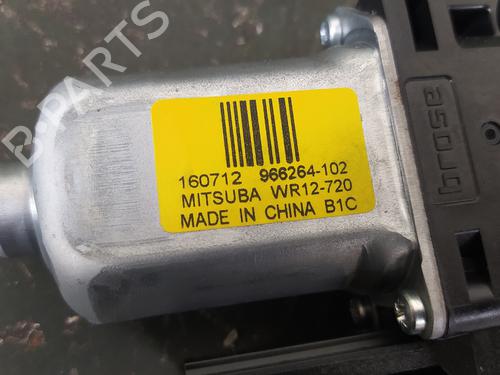 160712 966264-102
MITSUBA WR12-720
MADE IN CHINA B1C
brose
B-PARTS